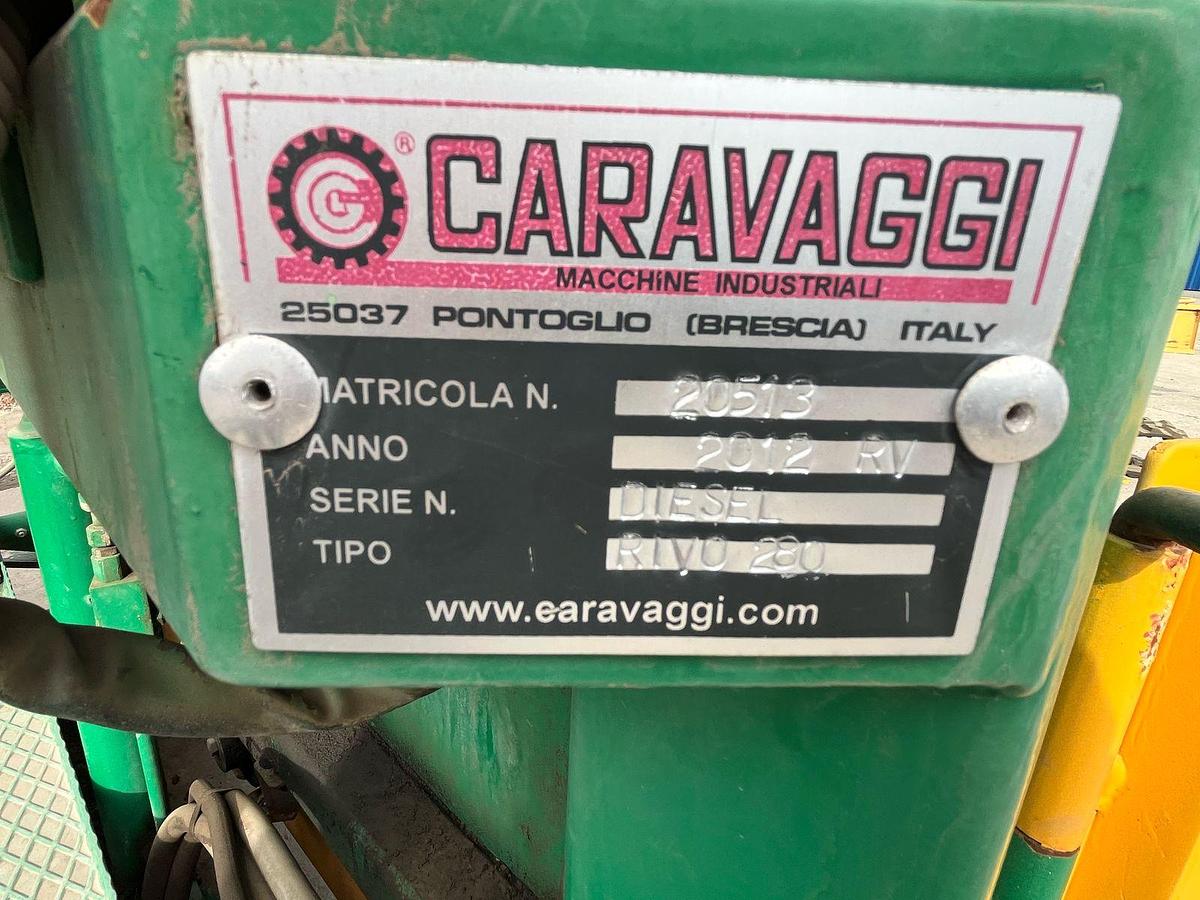 ® CARAVAGGI
MACCHINE INDUSTRIALI
25037 PONTOGLIO (BRESCIA) ITALY
MATRICOLA N. 20513
ANNO 2012 RV
SERIE N. DIESEL
TIPO RIVO 280
www.caravaggi.com